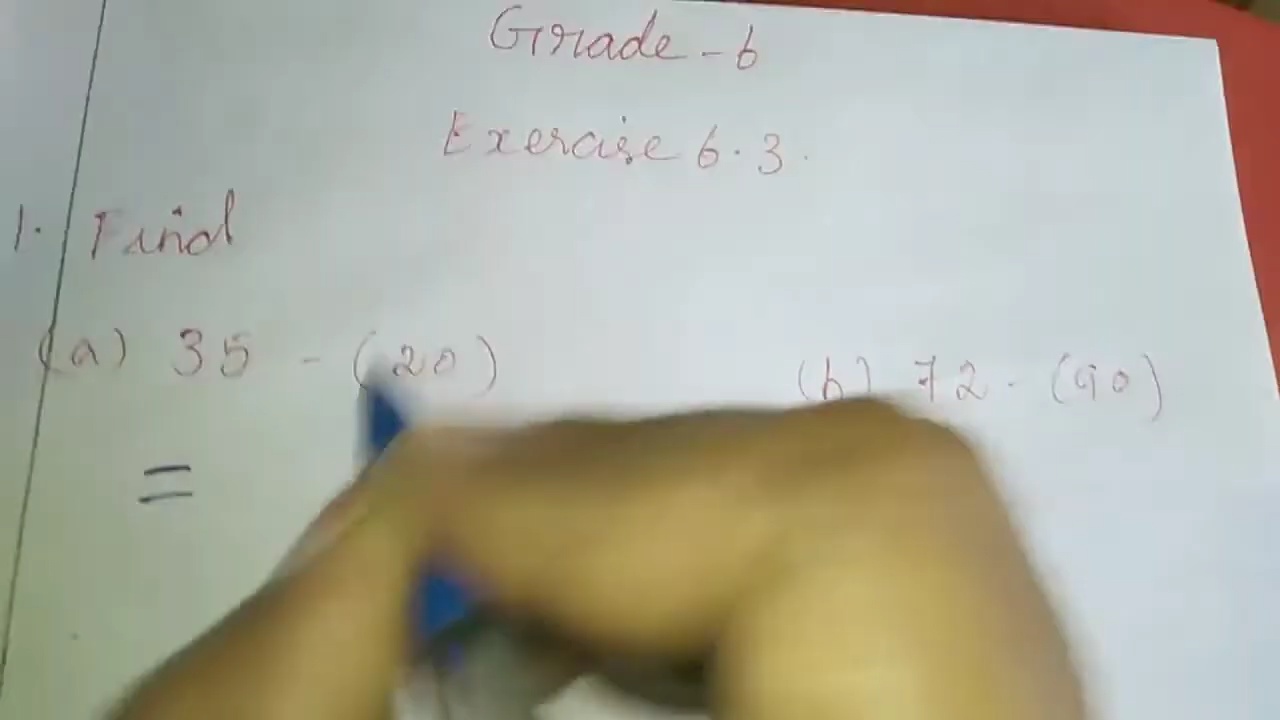 Grade - 6
Exercise 6.3.
1. Find
(a) 35 - (20) (b) 72 - (90)
=